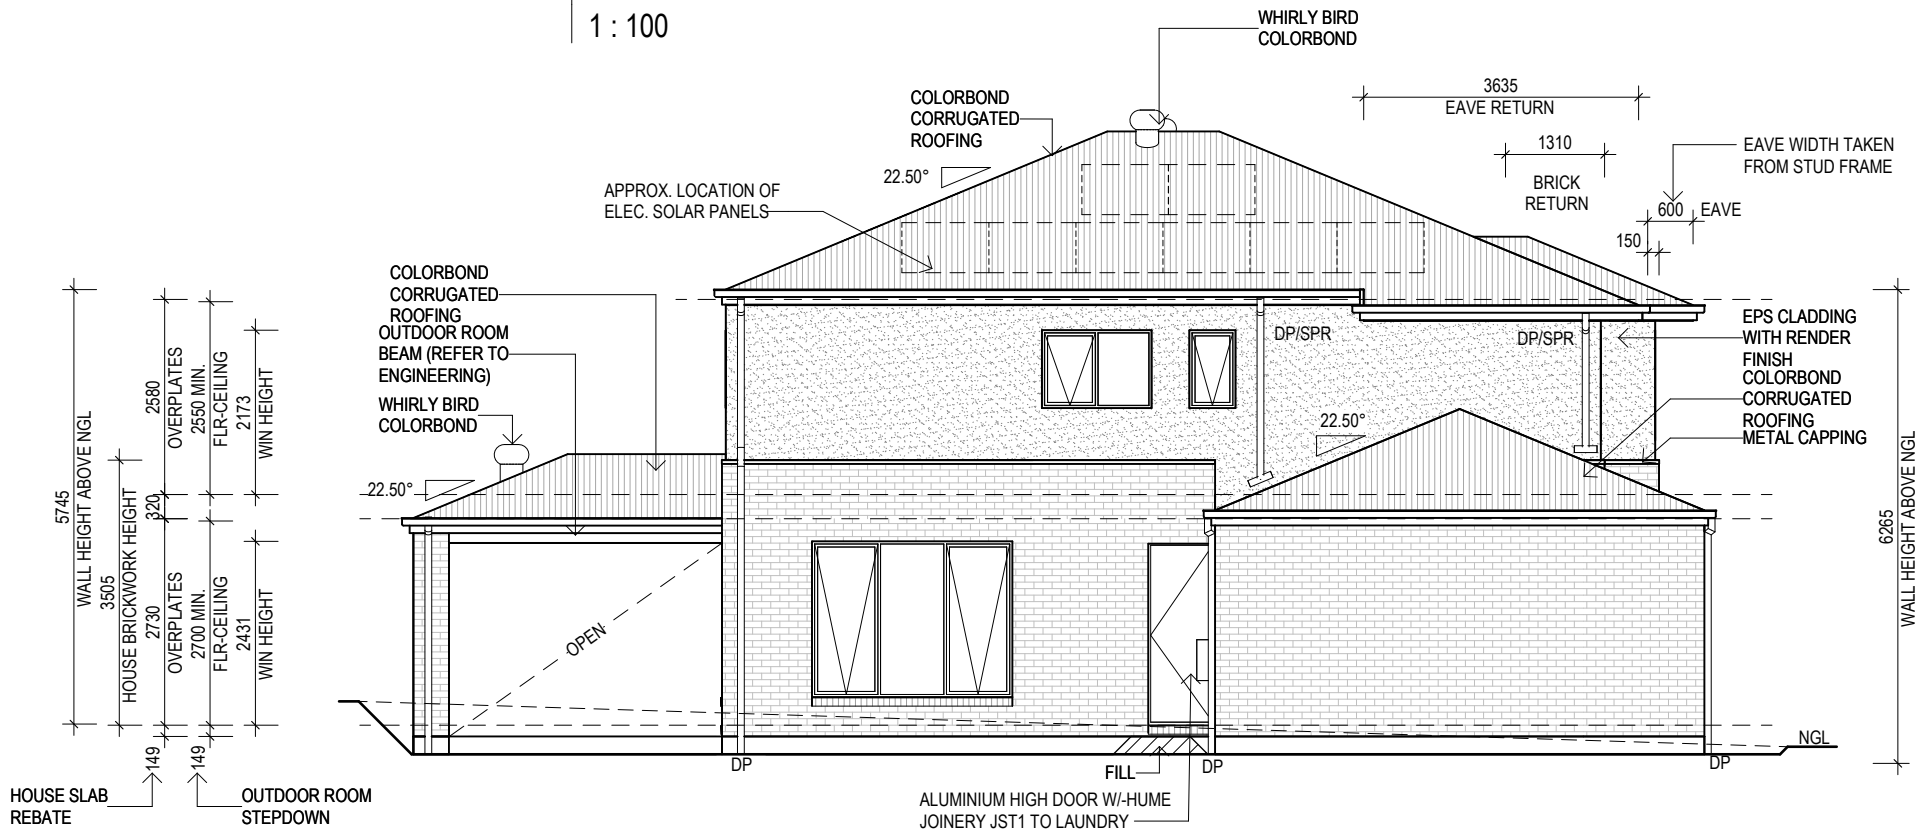 1 : 100
WHIRLY BIRD
COLORBOND
COLORBOND
CORRUGATED
ROOFING
3635
EAVE RETURN
1310
BRICK
RETURN
EAVE WIDTH TAKEN
FROM STUD FRAME
600 EAVE
150
22.50°
APPROX. LOCATION OF
ELEC. SOLAR PANELS
COLORBOND
CORRUGATED
ROOFING
OUTDOOR ROOM
BEAM (REFER TO
ENGINEERING)
WHIRLY BIRD
COLORBOND
22.50°
DP/SPR
DP/SPR
22.50°
EPS CLADDING
WITH RENDER
FINISH
COLORBOND
CORRUGATED
ROOFING
METAL CAPPING
5745
WALL HEIGHT ABOVE NGL
3505
HOUSE BRICKWORK HEIGHT
2580
OVERPLATES
2550 MIN.
FLR-CEILING
2173
WIN HEIGHT
320
2730
OVERPLATES
2700 MIN.
FLR-CEILING
2431
WIN HEIGHT
149
149
HOUSE SLAB
REBATE
OUTDOOR ROOM
STEPDOWN
OPEN
6265
WALL HEIGHT ABOVE NGL
NGL
DP
FILL
DP
DP
ALUMINIUM HIGH DOOR W/-HUME
JOINERY JST1 TO LAUNDRY